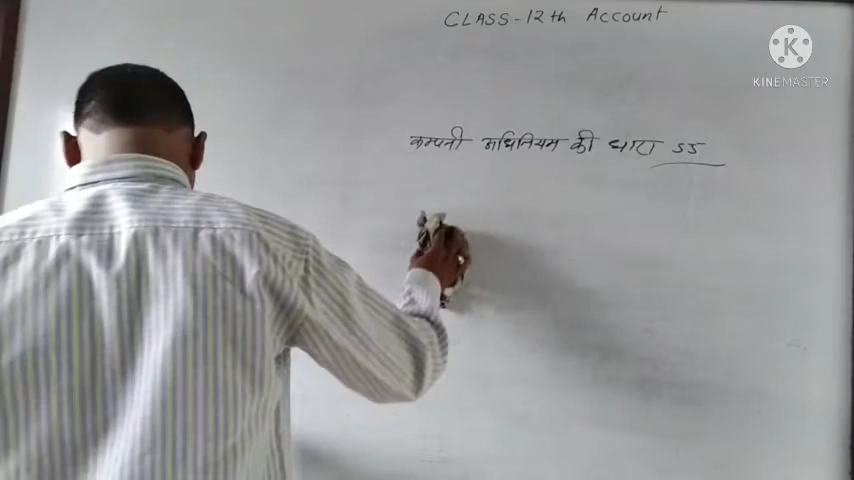 CLASS-12th Account
K
KINEMASTER
कम्पनी अधिनियम की धारा 55